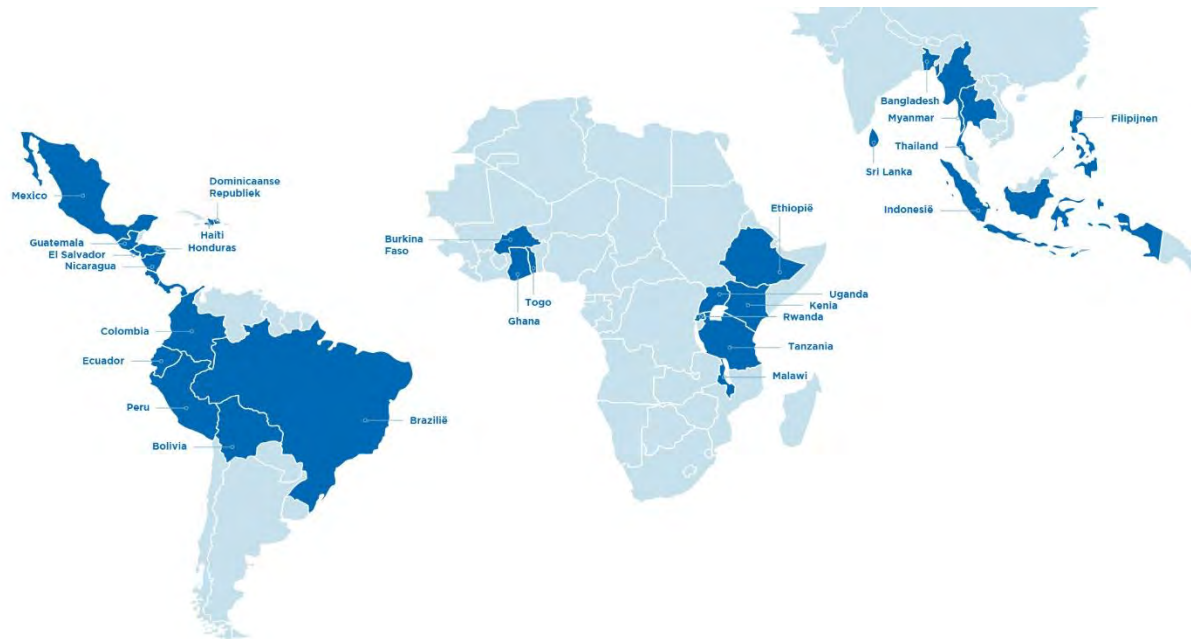 Mexico
Dominicaanse
Republiek
Haïti
Guatemala
Honduras
El Salvador
Nicaragua
Colombia
Ecuador
Peru
Brazilië
Bolivia
Burkina
Faso
Togo
Ghana
Ethiopië
Uganda
Kenia
Rwanda
Tanzania
Malawi
Bangladesh
Myanmar
Filipijnen
Thailand
Sri Lanka
Indonesië